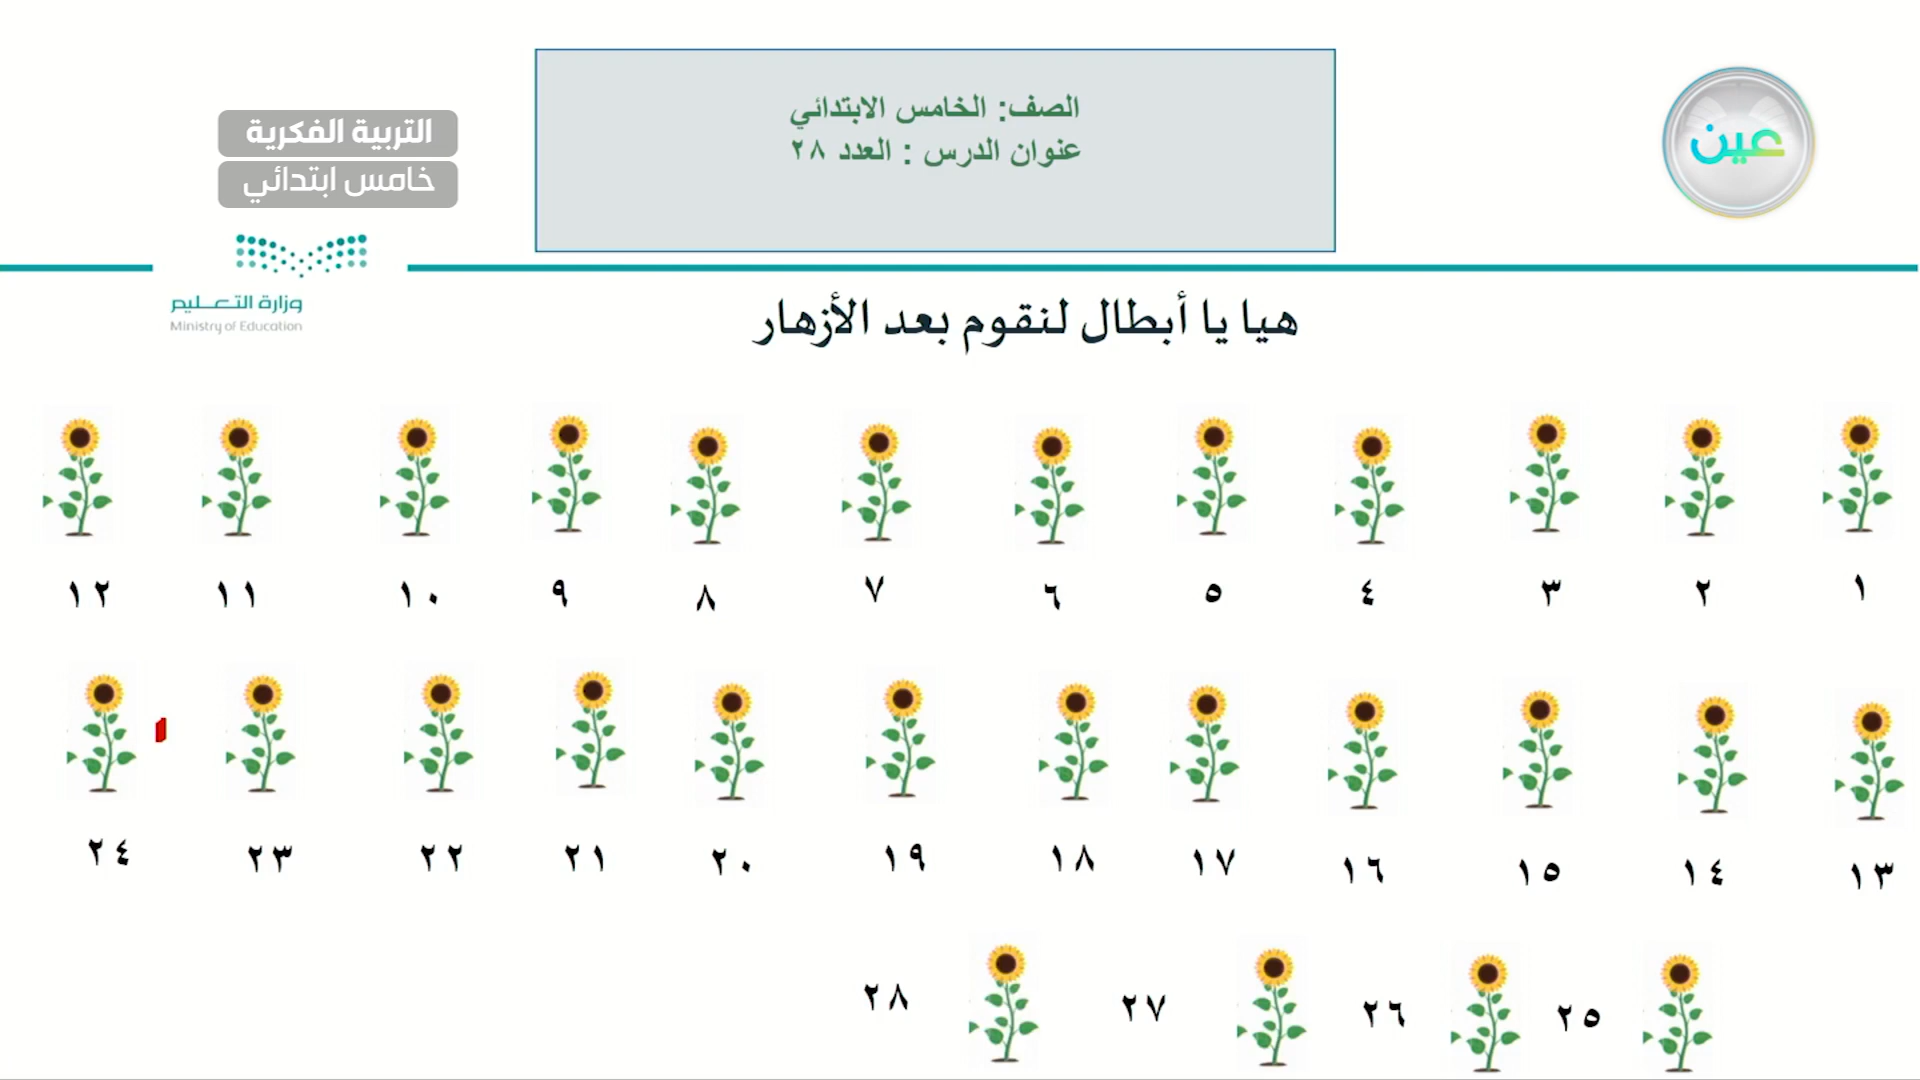 الصف: الخامس الابتدائي
عنوان الدرس : العدد ٢٨
عين
التربية الفكرية
خامس ابتدائي
وزارة التعليم
Ministry of Education
هيا يا أبطال لنقوم بعد الأزهار
١ ٢ ٣ ٤ ٥ ٦ ٧ ٨ ٩ ١٠ ١١ ١٢
١٣ ١٤ ١٥ ١٦ ١٧ ١٨ ١٩ ٢٠ ٢١ ٢٢ ٢٣ ٢٤
٢٥ ٢٦ ٢٧ ٢٨